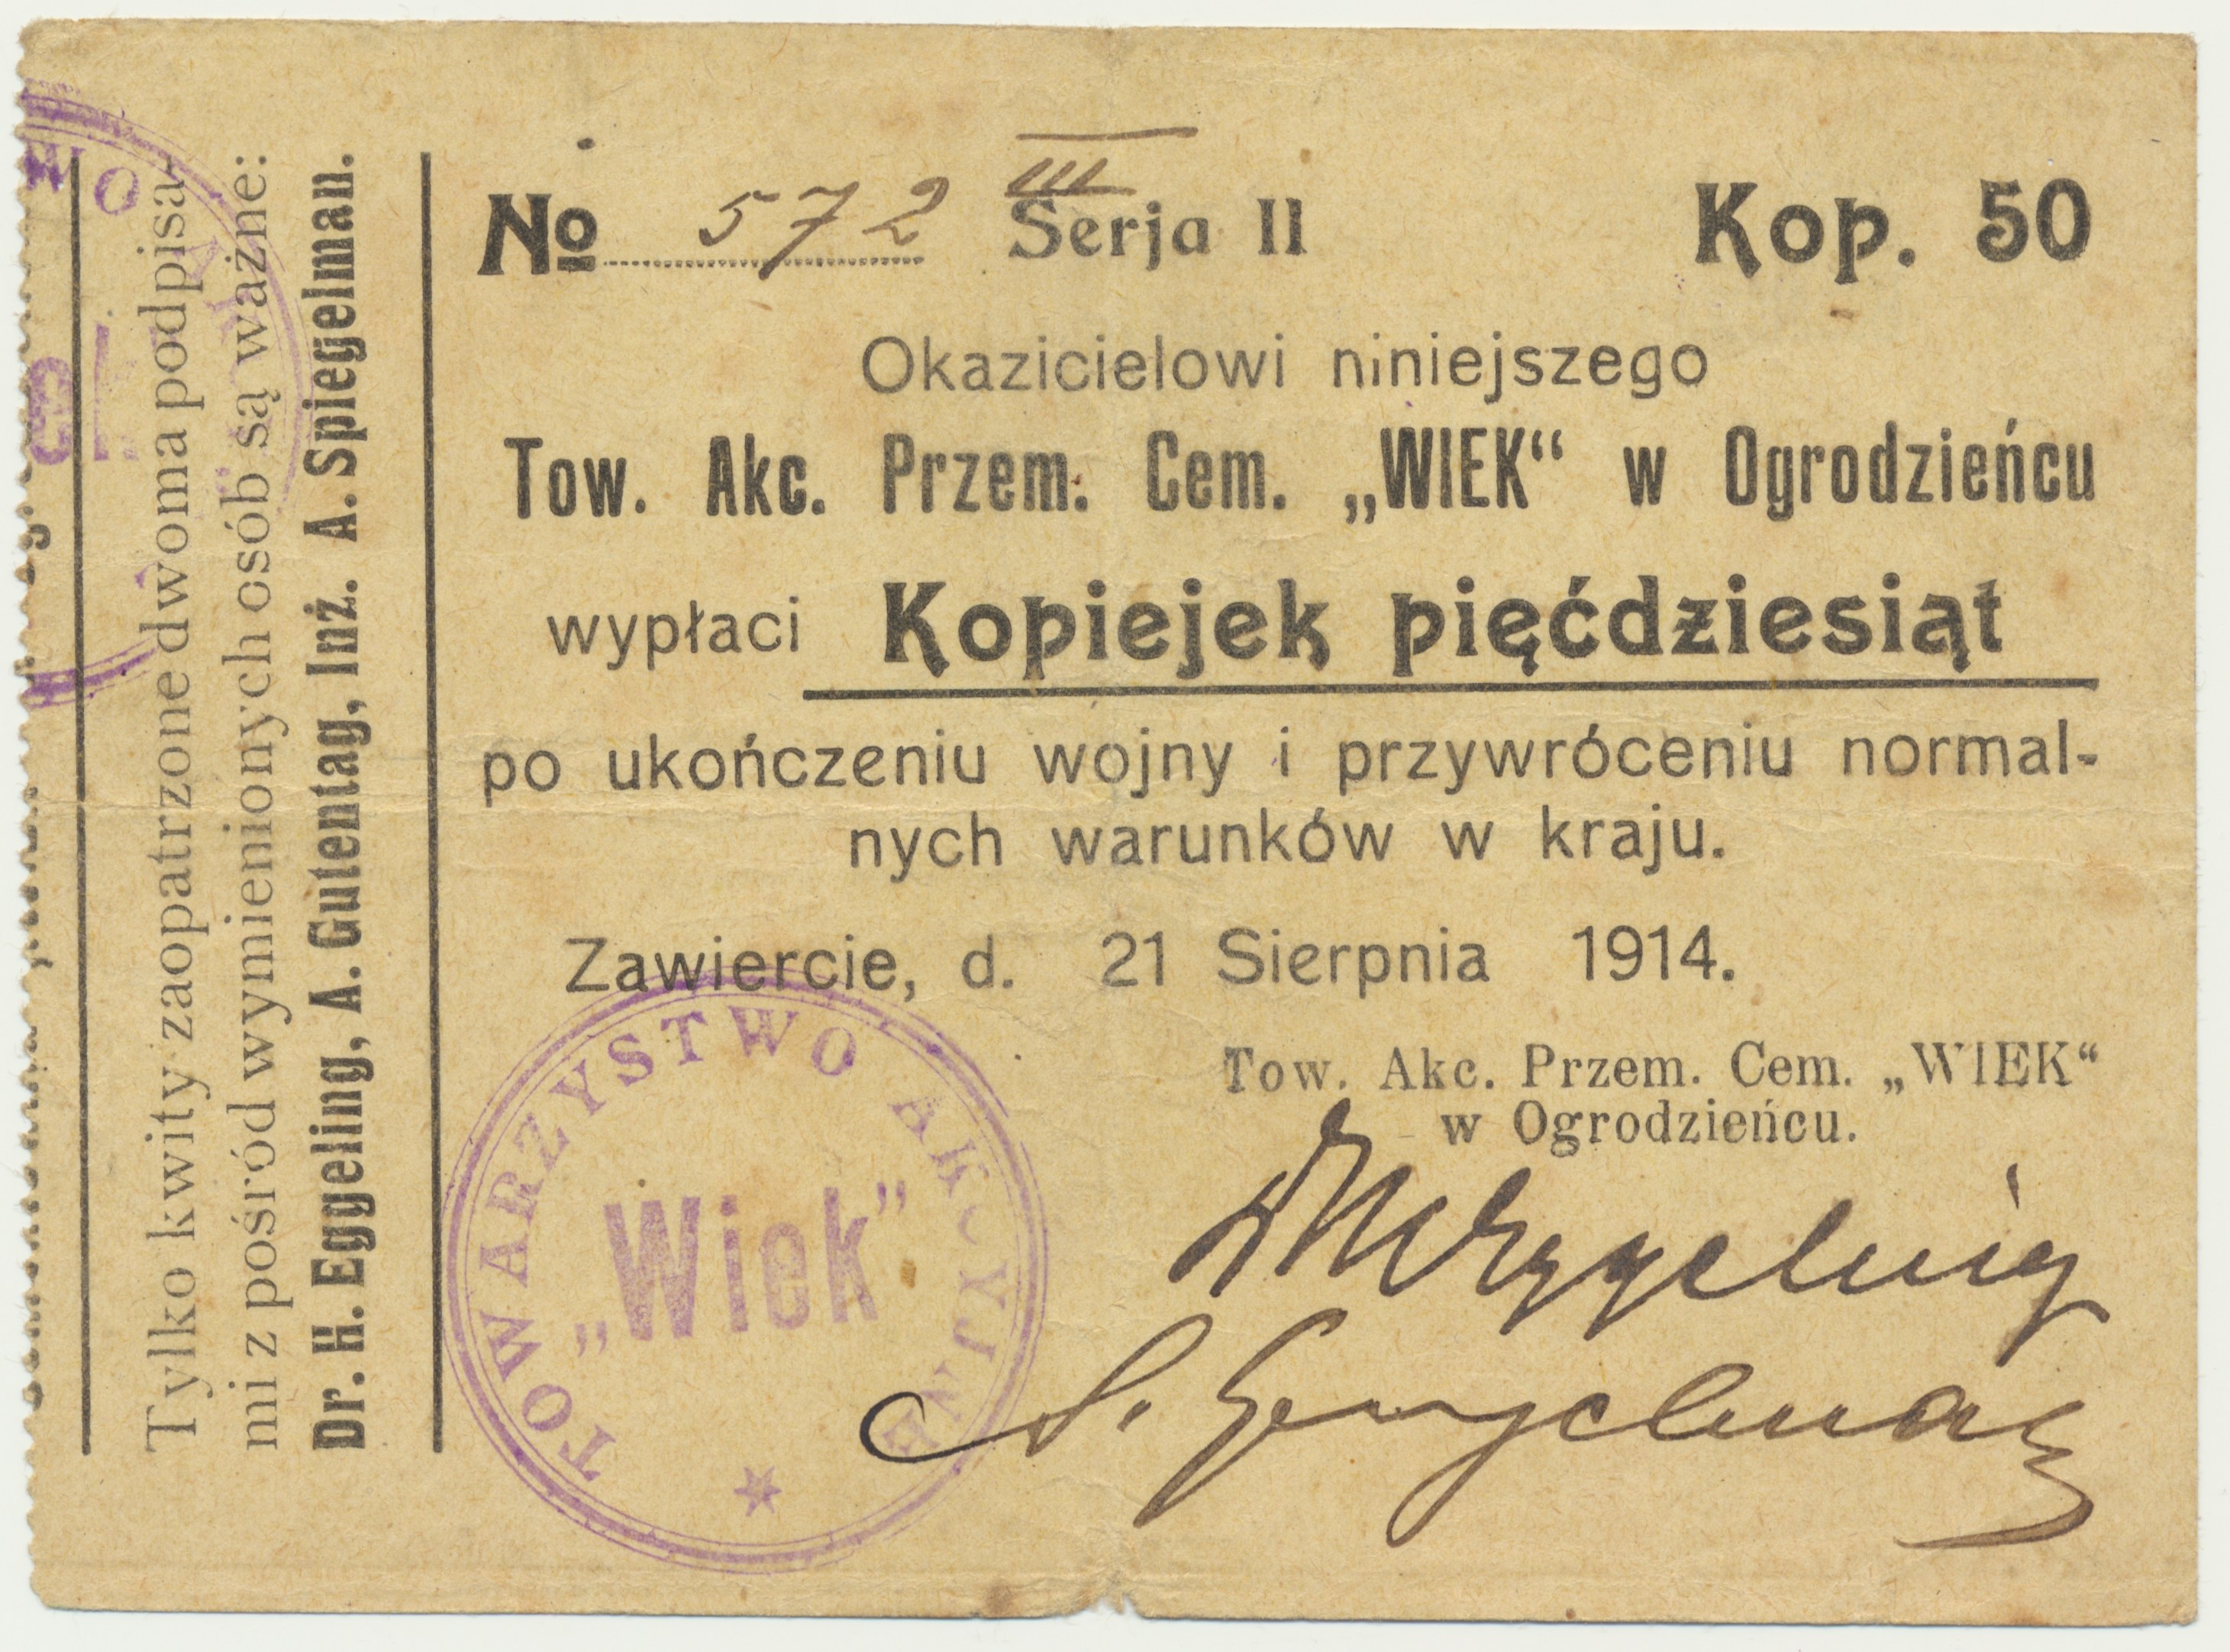 Tylko kwity zaopatrzone dwoma podpisa-
mi z pośród wymienionych osób są ważne:
Dr. H. Eggeling, A. Gutentag, Inż. A. Spiegelman.
III
No 572 Serja II Kop. 50
Okazicielowi niniejszego
Tow. Akc. Przem. Cem. „WIEK“ w Ogrodzieńcu
wypłaci Kopiejek pięćdziesiąt
po ukończeniu wojny i przywróceniu normal-
nych warunków w kraju.
Zawiercie, d. 21 Sierpnia 1914.
Tow. Akc. Przem. Cem. „WIEK“
w Ogrodzieńcu.
TOWARZYSTWO AKCYJNE
„Wiek”